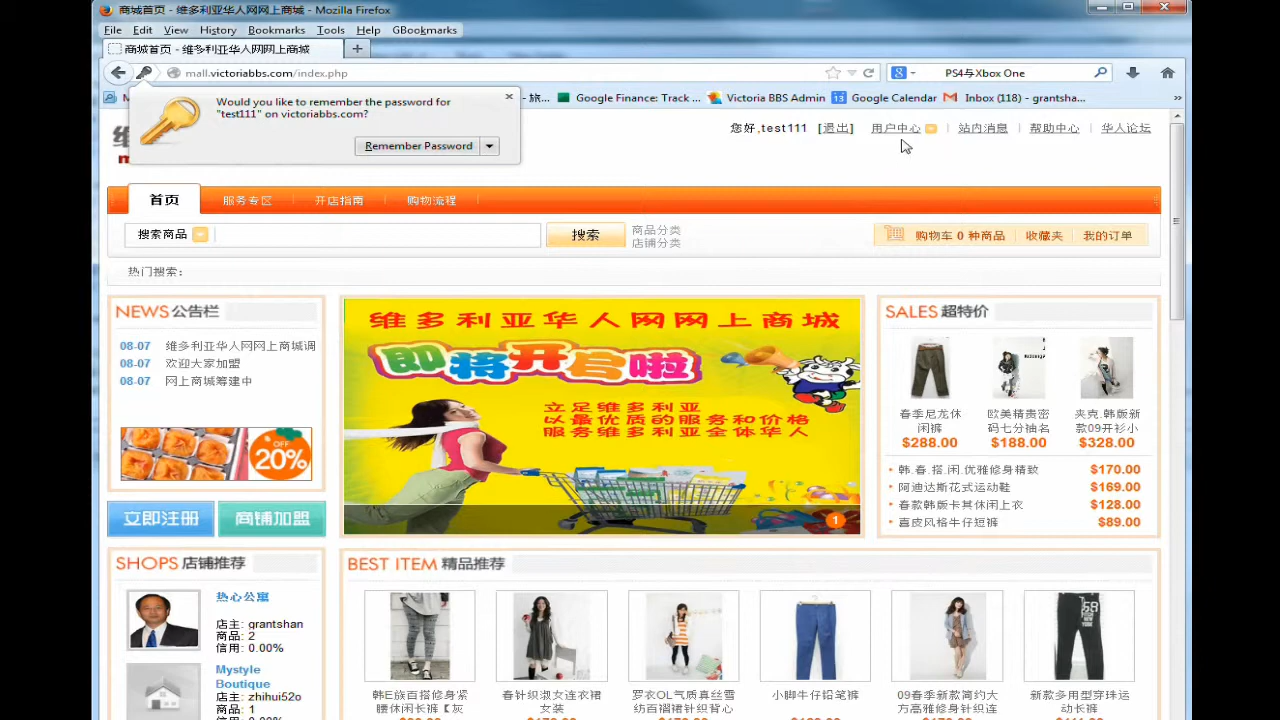 商城首页 - 维多利亚华人网网上商城 - Mozilla Firefox
File Edit View History Bookmarks Tools Help GBookmarks
商城首页 - 维多利亚华人网网上商城
mall.victoriabbs.com/index.php
PS4与Xbox One
Google Finance: Track ... Victoria BBS Admin Google Calendar Inbox (118) - grantsha...
Would you like to remember the password for
"test111" on victoriabbs.com?
Remember Password
您好,test111 [退出] 用户中心 站内消息 帮助中心 华人论坛
首页 服务专区 开店指南 购物流程
搜索商品 搜索 商品分类
店铺分类
购物车 0 种商品 收藏夹 我的订单
热门搜索:
NEWS 公告栏
08-07 维多利亚华人网网上商城调
08-07 欢迎大家加盟
08-07 网上商城筹建中
OFF
20%
立即注册 商铺加盟
维多利亚华人网网上商城
即将开启啦
立足维多利亚
以最优质的服务和价格
服务维多利亚全体华人
1
SALES 超特价
春季尼龙休
闲裤
$288.00
欧美精贵密
码七分抽名
$188.00
夹克.韩版新
款09开衫小
$328.00
韩.春.搭.闲.优雅修身精致 $170.00
阿迪达斯花式运动鞋 $169.00
春款韩版卡其休闲上衣 $128.00
喜皮风格牛仔短裤 $89.00
SHOPS 店铺推荐
热心公寓
店主: grantshan
商品: 2
信用: 0.00%
Mystyle
Boutique
店主: zhihui52o
商品: 1
BEST ITEM 精品推荐
韩E族百搭修身紧
腰休闲长裤【灰
春针织淑女连衣裙
女装
罗衣OL气质真丝雪
纺百褶裙针织背心
小脚牛仔铅笔裤
09春季新款简约大
方高雅修身针织连
新款多用型穿珠运
动长裤